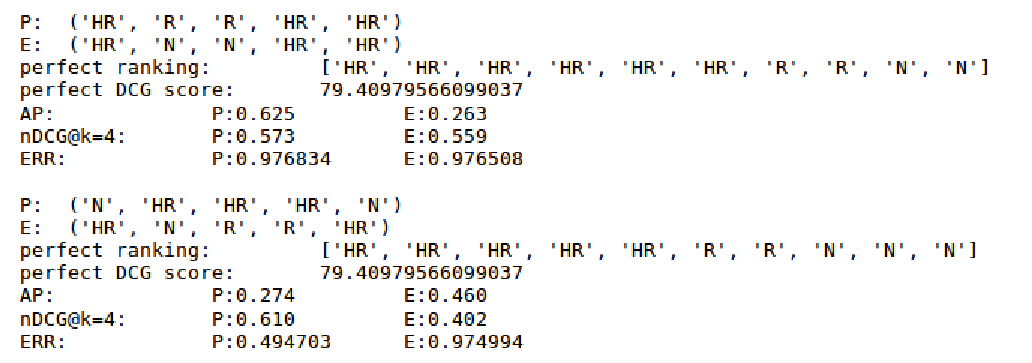 P:  ('HR', 'R', 'R', 'HR', 'HR')
E:  ('HR', 'N', 'N', 'HR', 'HR')
perfect ranking:        ['HR', 'HR', 'HR', 'HR', 'HR', 'HR', 'R', 'R', 'N', 'N']
perfect DCG score:      79.40979566099037
AP:             P:0.625         E:0.263
nDCG@k=4:       P:0.573         E:0.559
ERR:            P:0.976834      E:0.976508
P:  ('N', 'HR', 'HR', 'HR', 'N')
E:  ('HR', 'N', 'R', 'R', 'HR')
perfect ranking:        ['HR', 'HR', 'HR', 'HR', 'HR', 'R', 'R', 'N', 'N', 'N']
perfect DCG score:      79.40979566099037
AP:             P:0.274         E:0.460
nDCG@k=4:       P:0.610         E:0.402
ERR:            P:0.494703      E:0.974994